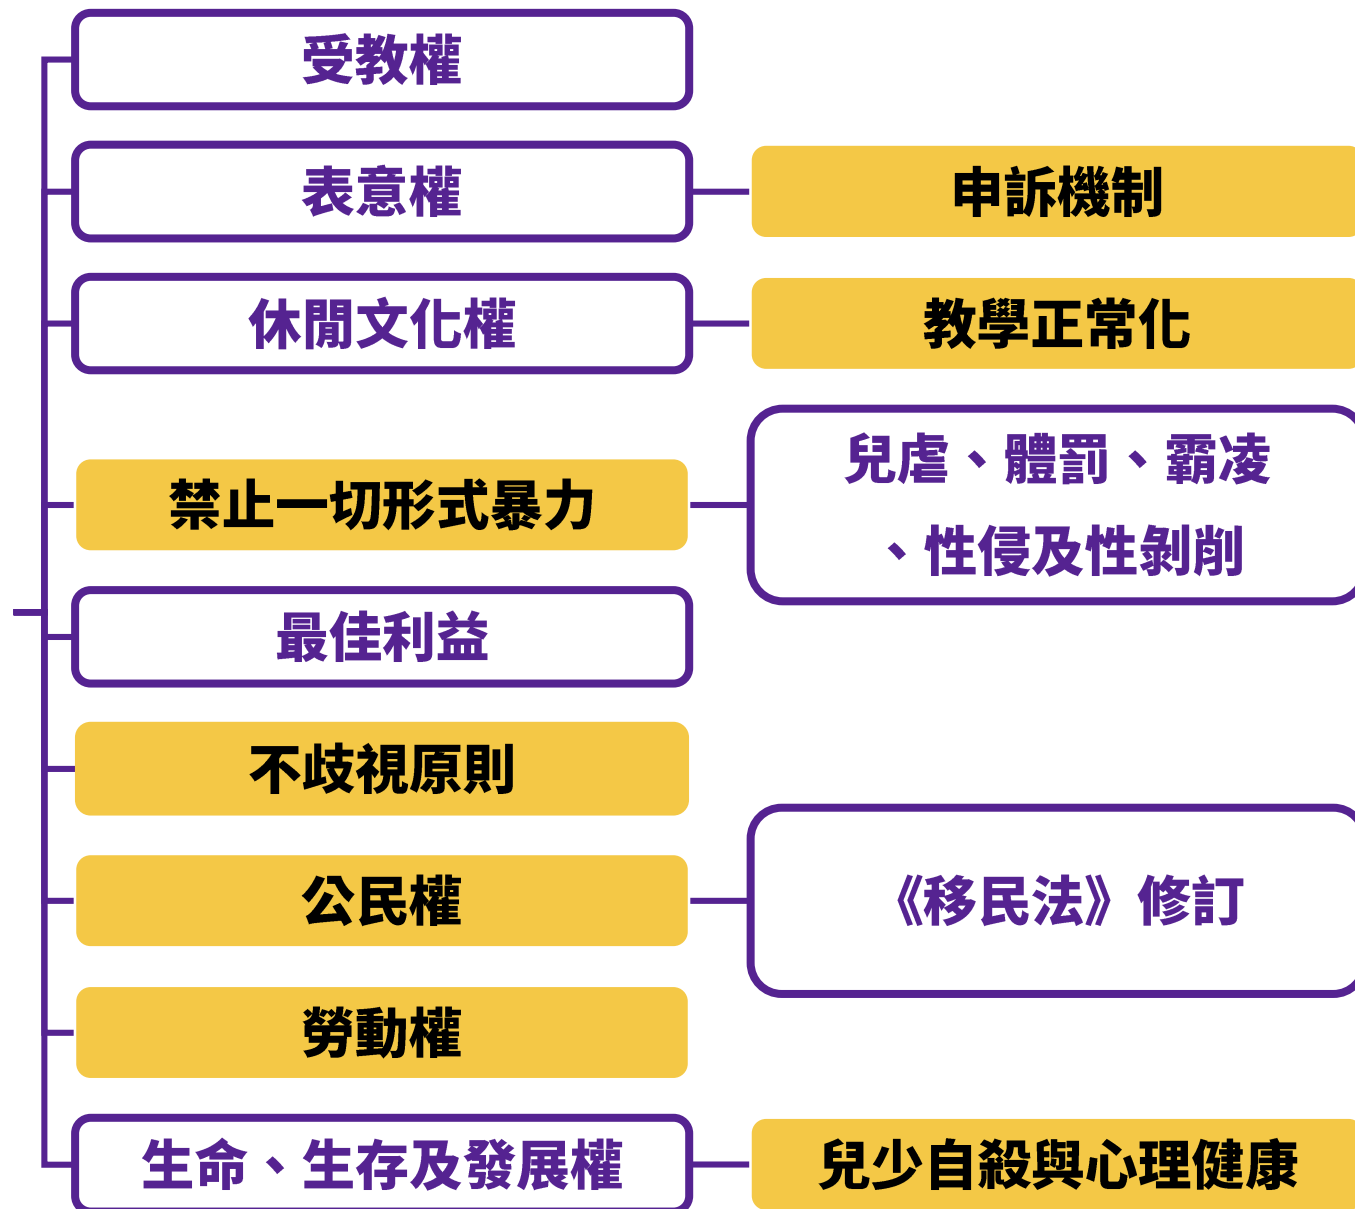 受教權
表意權
申訴機制
休閒文化權
教學正常化
禁止一切形式暴力
兒虐、體罰、霸凌
、性侵及性剝削
最佳利益
不歧視原則
公民權
《移民法》修訂
勞動權
生命、生存及發展權
兒少自殺與心理健康